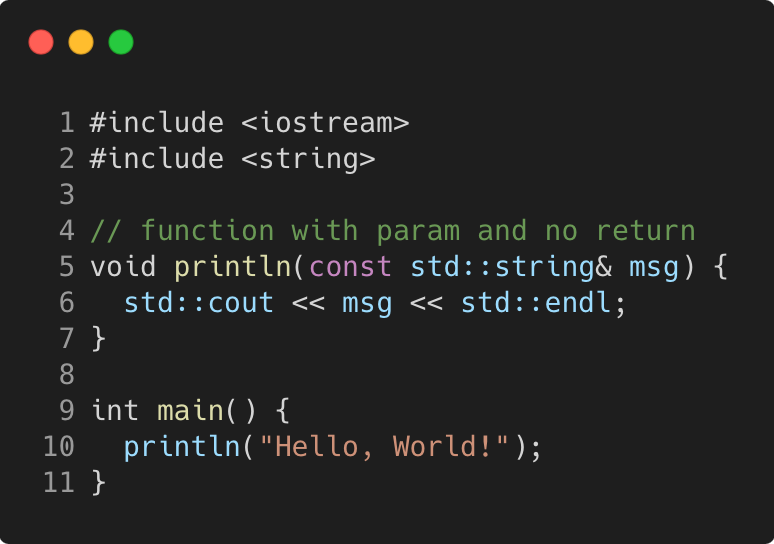 1 #include <iostream>
2 #include <string>
3
4 // function with param and no return
5 void println(const std::string& msg) {
6   std::cout << msg << std::endl;
7 }
8
9 int main() {
10   println("Hello, World!");
11 }